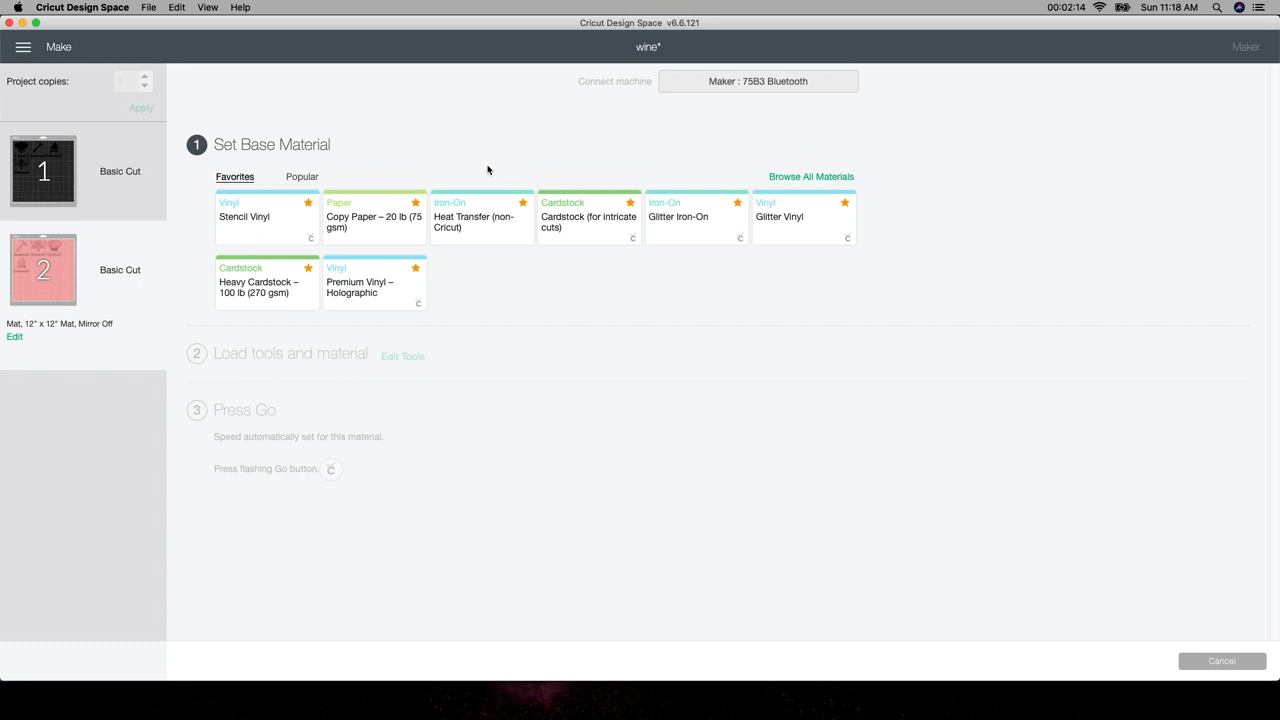 Cricut Design Space File Edit View Help 00:02:14 Sun 11:18 AM
Cricut Design Space v6.6.121
Make wine* Maker
Project copies: 1
Apply
Connect machine Maker : 75B3 Bluetooth
1 Basic Cut
2 Basic Cut
Mat, 12" x 12" Mat, Mirror Off
Edit
1 Set Base Material
Favorites Popular Browse All Materials
Vinyl
Stencil Vinyl
Paper
Copy Paper – 20 lb (75
gsm)
Iron-On
Heat Transfer (non-
Cricut)
Cardstock
Cardstock (for intricate
cuts)
Iron-On
Glitter Iron-On
Vinyl
Glitter Vinyl
Cardstock
Heavy Cardstock –
100 lb (270 gsm)
Vinyl
Premium Vinyl –
Holographic
2 Load tools and material Edit Tools
3 Press Go
Speed automatically set for this material.
Press flashing Go button.
Cancel